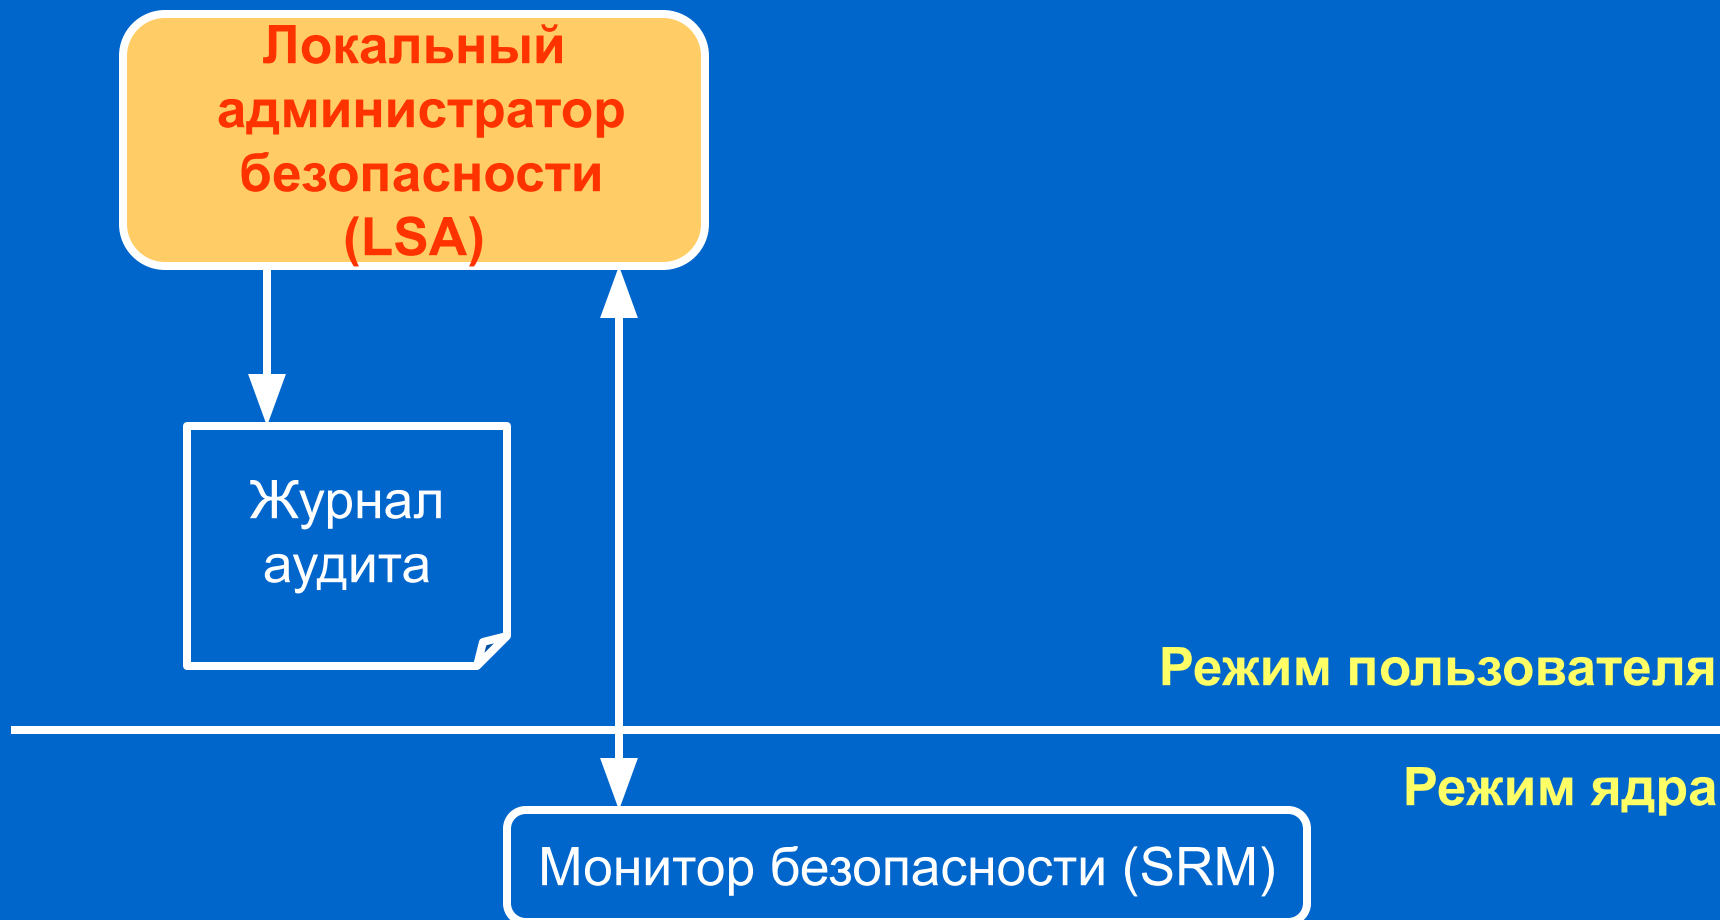 Локальный
администратор
безопасности
(LSA)
Журнал
аудита
Режим пользователя
Режим ядра
Монитор безопасности (SRM)